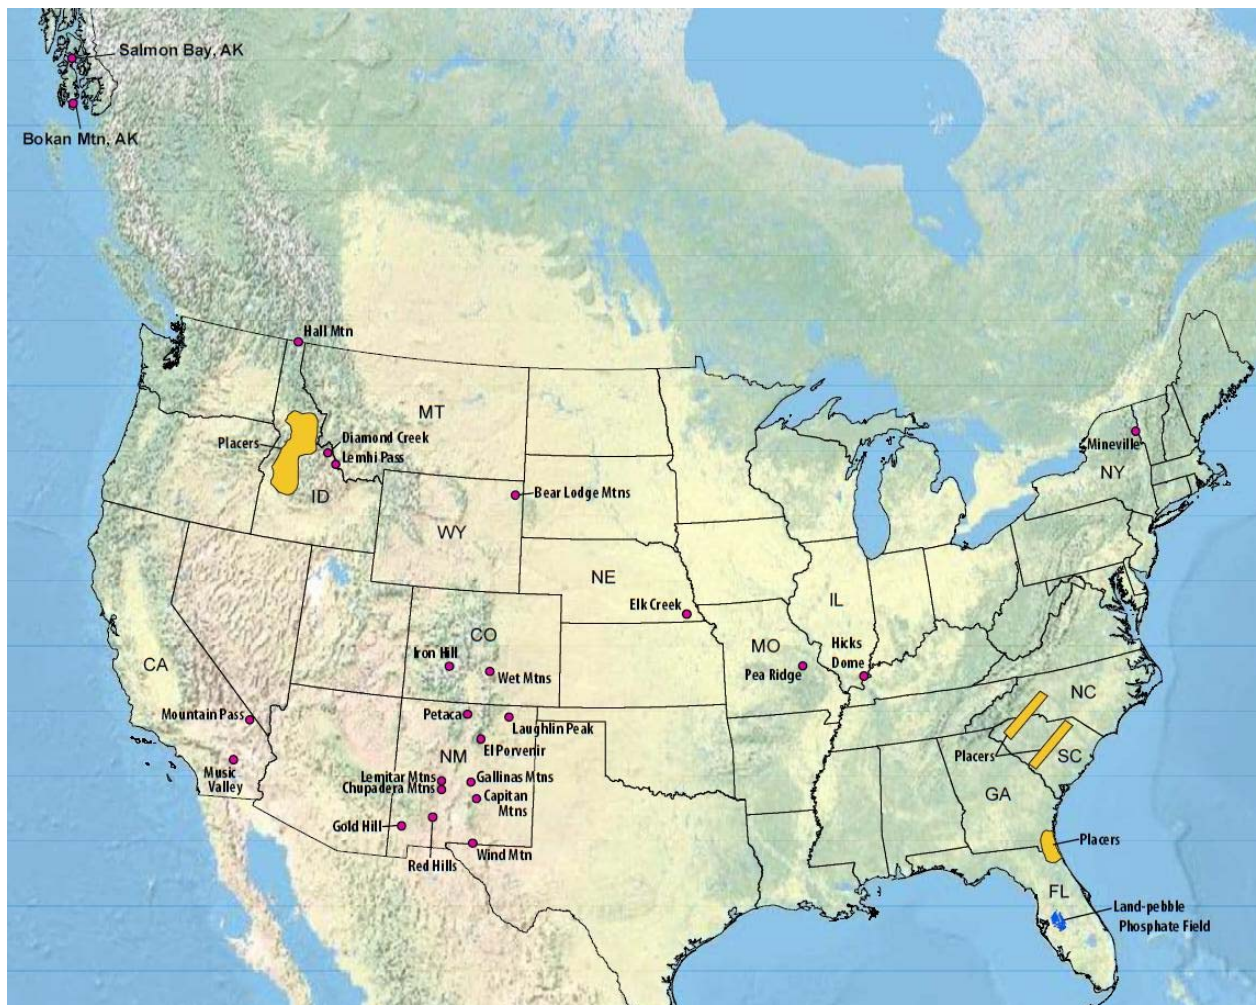 Salmon Bay, AK
Bokan Mtn, AK
Hall Mtn
MT
Placers
Diamond Creek
Lemhi Pass
ID
Bear Lodge Mtns
WY
Mineville
NY
NE
Elk Creek
IL
CO
Iron Hill
Wet Mtns
MO
Pea Ridge
Hicks
Dome
CA
Mountain Pass
Music
Valley
Petaca
Laughlin Peak
El Porvenir
NM
Lemitar Mtns
Chupadera Mtns
Gallinas Mtns
Capitan
Mtns
Gold Hill
Red Hills
Wind Mtn
NC
Placers
SC
GA
Placers
FL
Land-pebble
Phosphate Field